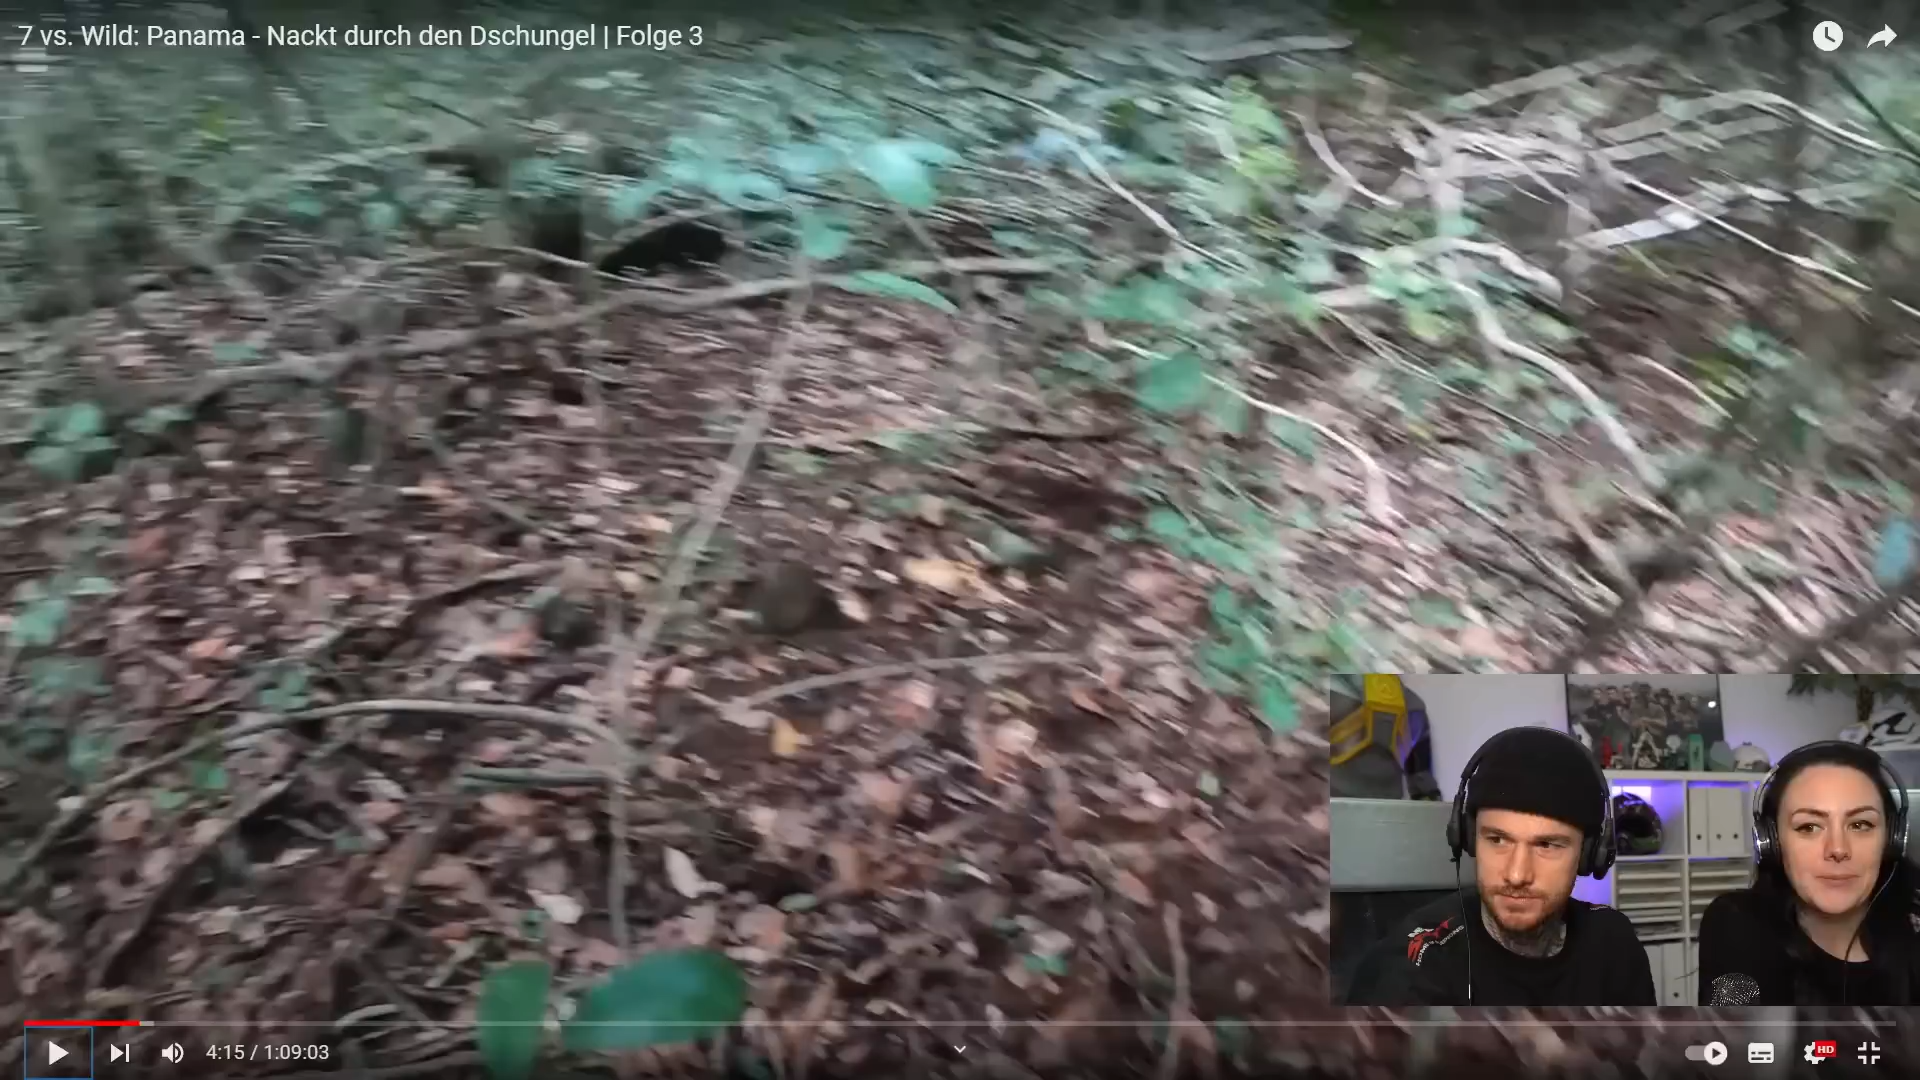 7 vs. Wild: Panama - Nackt durch den Dschungel | Folge 3
4:15 / 1:09:03
HD